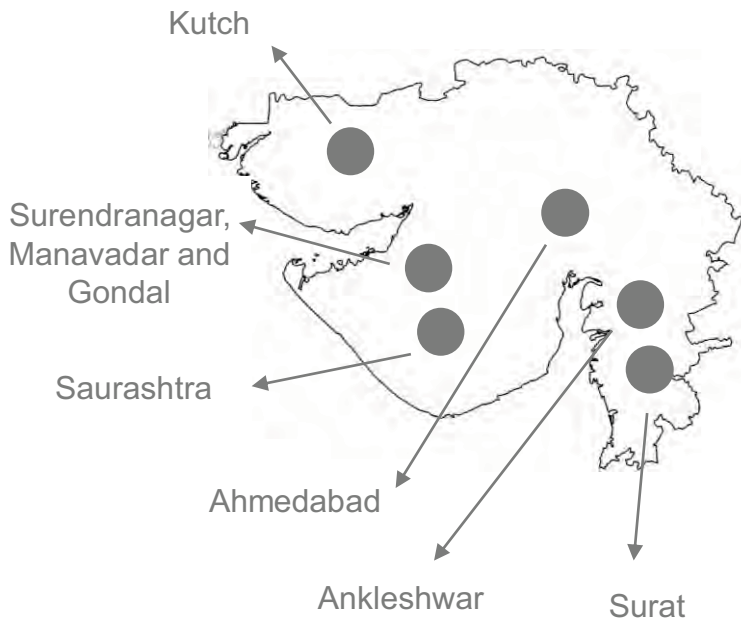 Kutch
Surendranagar,
Manavadar and
Gondal
Saurashtra
Ahmedabad
Ankleshwar
Surat